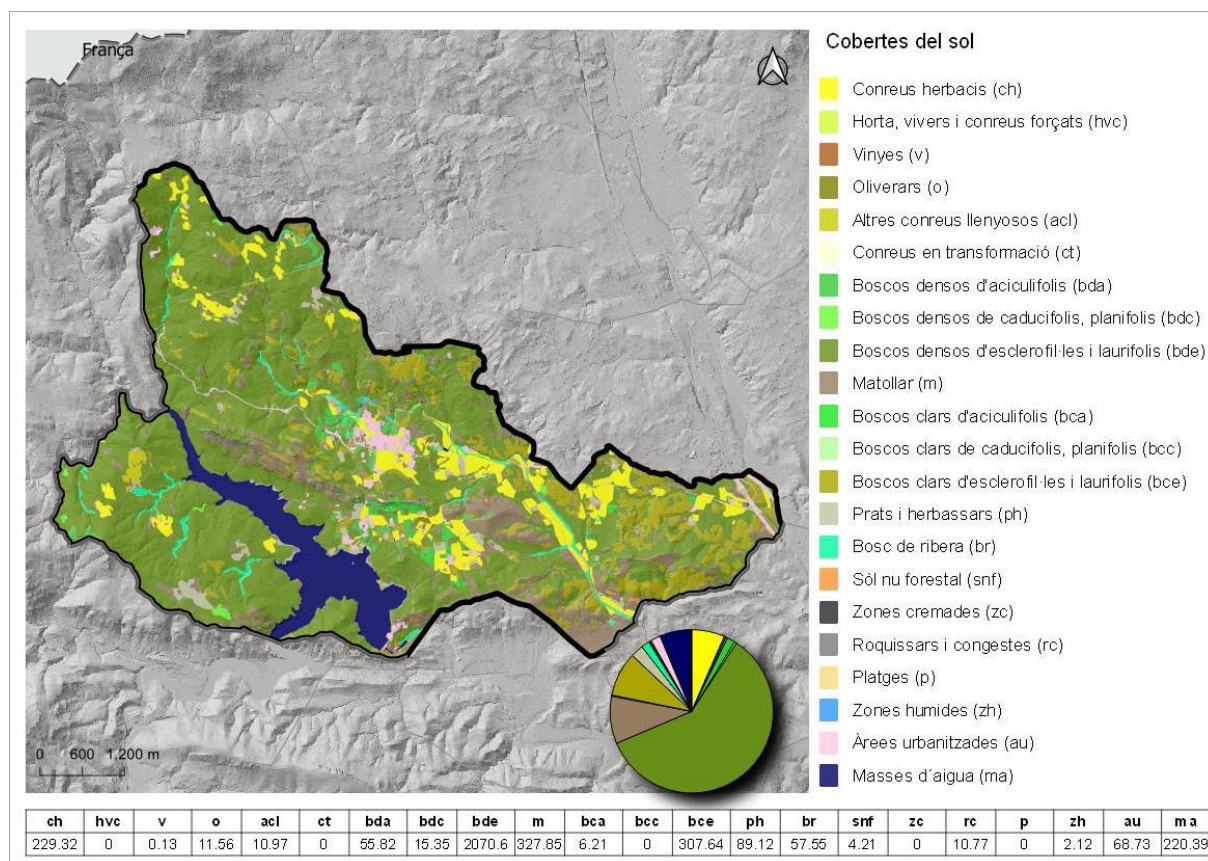 França
Cobertes del sol
Conreus herbacis (ch)
Horta, vivers i conreus forçats (hvc)
Vinyes (v)
Oliverars (o)
Altres conreus llenyosos (acl)
Conreus en transformació (ct)
Boscos densos d'aciculifolis (bda)
Boscos densos de caducifolis, planifolis (bdc)
Boscos densos d'esclerofil·les i laurifolis (bde)
Matollar (m)
Boscos clars d'aciculifolis (bca)
Boscos clars de caducifolis, planifolis (bcc)
Boscos clars d'esclerofil·les i laurifolis (bce)
Prats i herbassars (ph)
Bosc de ribera (br)
Sòl nu forestal (snf)
Zones cremades (zc)
Roquissars i congestes (rc)
Platges (p)
Zones humides (zh)
Àrees urbanitzades (au)
Masses d´aigua (ma)
0 600 1.200 m
ch hvc v o acl ct bda bdc bde m bca bcc bce ph br snf zc rc p zh au ma
229.32 0 0.13 11.56 10.97 0 55.82 15.35 2070.6 327.85 6.21 0 307.64 89.12 57.55 4.21 0 10.77 0 2.12 68.73 220.39